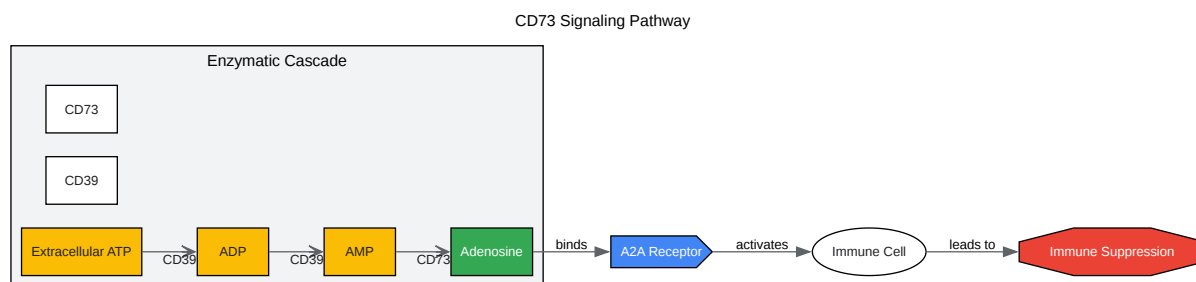 CD73 Signaling Pathway
Enzymatic Cascade
CD73
CD39
Extracellular ATP
CD39
ADP
CD39
AMP
CD73
Adenosine
binds
A2A Receptor
activates
Immune Cell
leads to
Immune Suppression